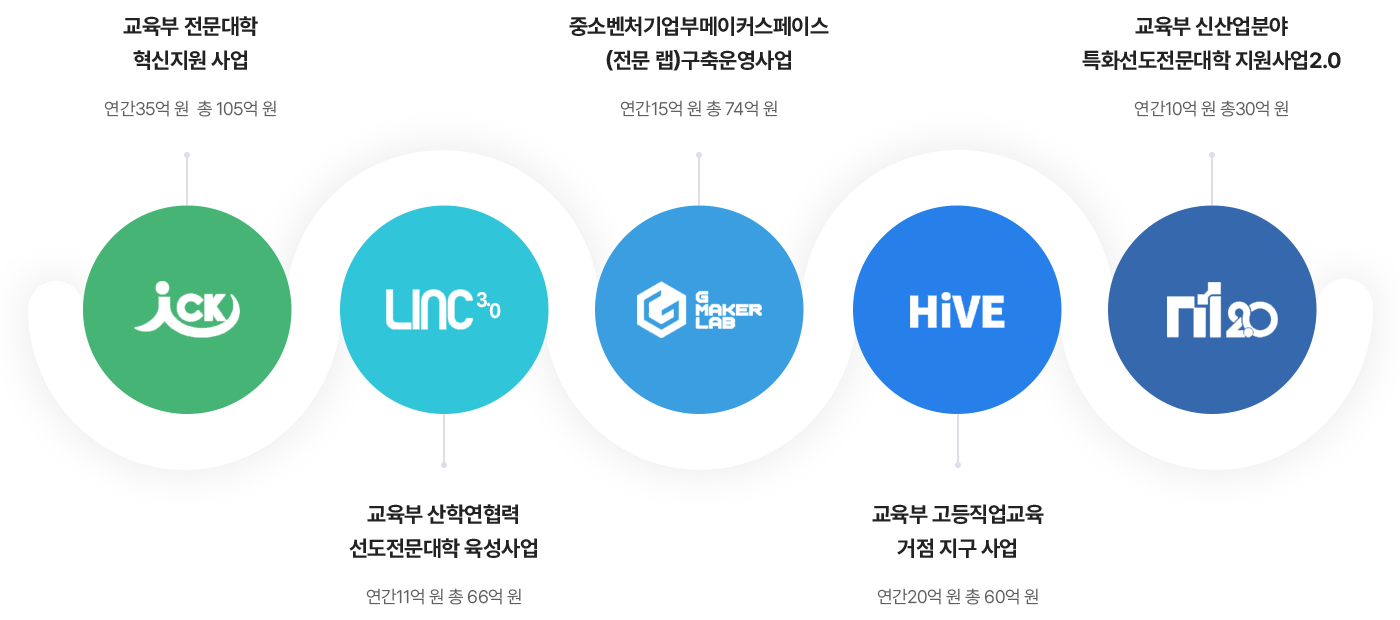 교육부 전문대학
혁신지원 사업
연간35억 원 총 105억 원
중소벤처기업부메이커스페이스
(전문 랩)구축운영사업
연간15억 원 총 74억 원
교육부 신산업분야
특화선도전문대학 지원사업2.0
연간10억 원 총30억 원
jCK
LINC 3.0
G
MAKER
LAB
HiVE
2.0
교육부 산학연협력
선도전문대학 육성사업
연간11억 원 총 66억 원
교육부 고등직업교육
거점 지구 사업
연간20억 원 총 60억 원